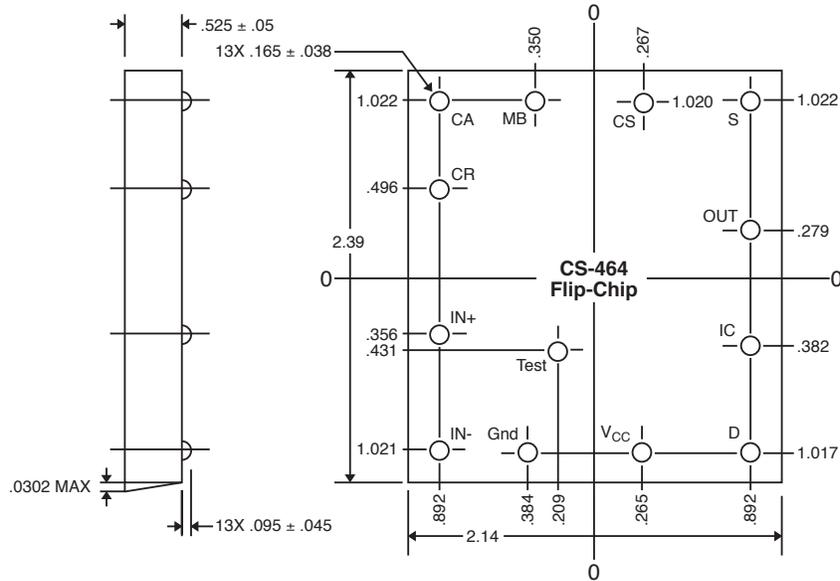 0
.525 ± .05
13X .165 ± .038
.350
.267
1.022
CA
MB
CS
1.020
S
1.022
CR
.496
OUT
.279
2.39
0
CS-464
Flip-Chip
0
IN+
.356
.431
Test
IC
.382
IN-
1.021
Gnd
VCC
D
1.017
.0302 MAX
.892
.384
.209
.265
.892
13X .095 ± .045
2.14
0